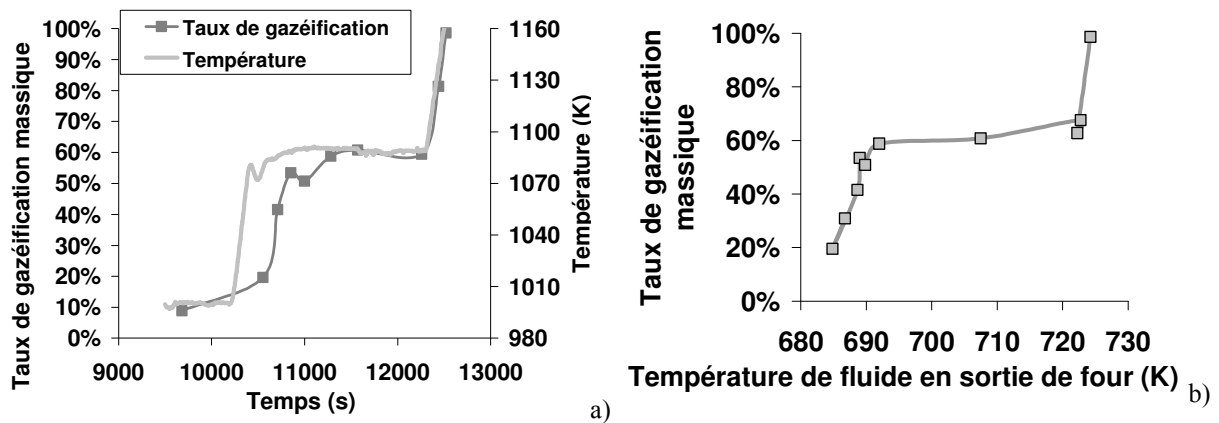 Taux de gazéification massique
100%
90%
80%
70%
60%
50%
40%
30%
20%
10%
0%
Taux de gazéification
Température
1160
1130
1100
1070
1040
1010
980
Température (K)
9000 10000 11000 12000 13000
Temps (s)
a)
Taux de gazéification
massique
100%
80%
60%
40%
20%
0%
680 690 700 710 720 730
Température de fluide en sortie de four (K)
b)